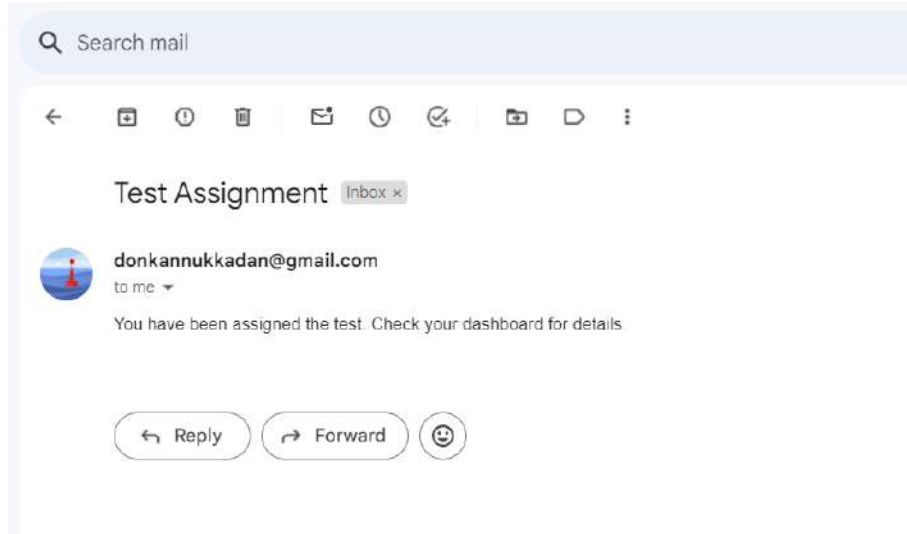 Search mail
Test Assignment Inbox ×
donkannukkadan@gmail.com
to me
You have been assigned the test. Check your dashboard for details.
Reply Forward